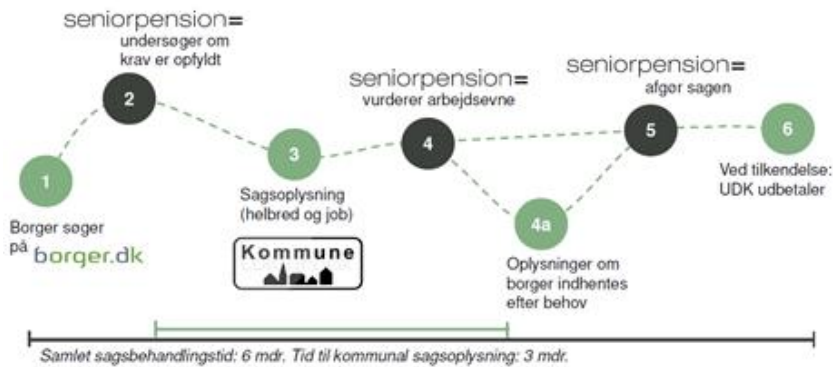 seniorpension=
undersøger om
krav er opfyldt
2
1
Borger søger
på borger.dk
3
Sagsoplysning
(helbred og job)
Kommune
seniorpension=
vurderer arbejdsevne
4
4a
Oplysninger om
borger indhentes
efter behov
seniorpension=
afgør sagen
5
6
Ved tilkendelse:
UDK udbetaler
Samlet sagsbehandlingstid: 6 mdr. Tid til kommunal sagsoplysning: 3 mdr.